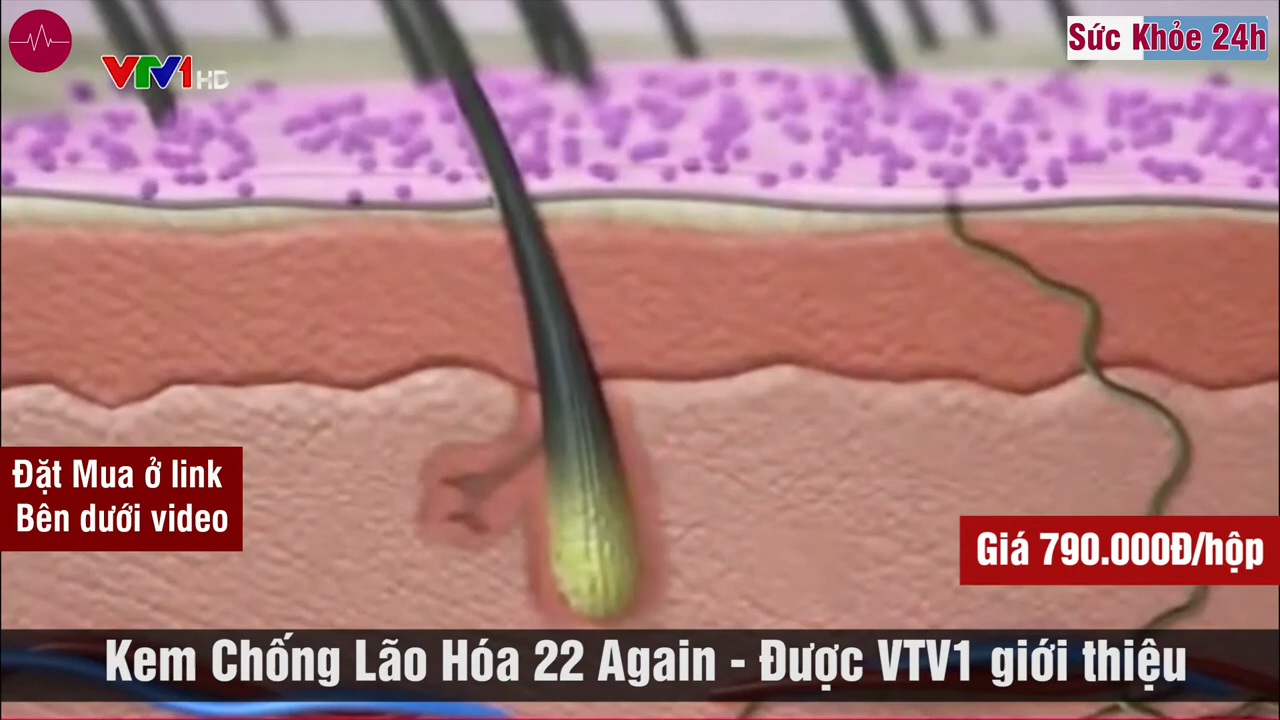 Sức Khỏe 24h
VTV1 HD
Đặt Mua ở link
Bên dưới video
Giá 790.000Đ/hộp
Kem Chống Lão Hóa 22 Again - Được VTV1 giới thiệu